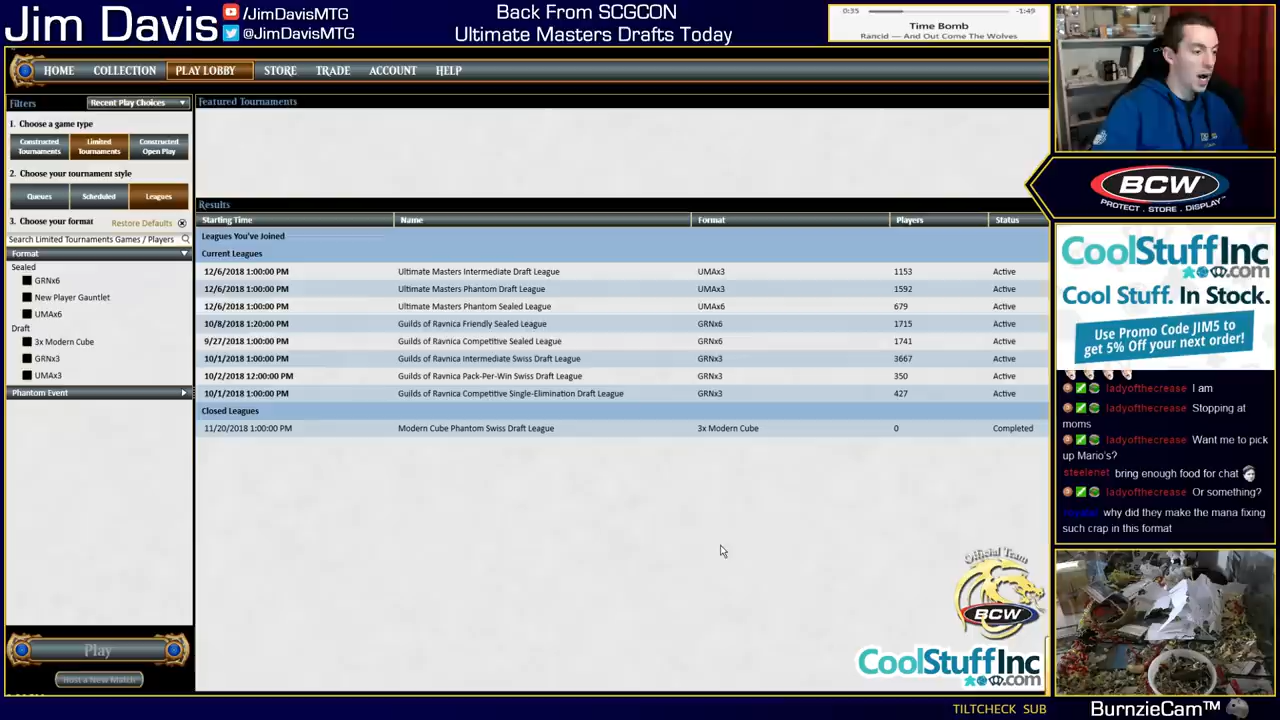 Jim Davis
/JimDavisMTG
@JimDavisMTG
Back From SCGCON
Ultimate Masters Drafts Today
0:35
-1:49
Time Bomb
Rancid — And Out Come The Wolves
HOME COLLECTION PLAY LOBBY STORE TRADE ACCOUNT HELP
Filters
Recent Play Choices
1. Choose a game type
Constructed Tournaments
Limited Tournaments
Constructed Open Play
2. Choose your tournament style
Queues
Scheduled
Leagues
3. Choose your format
Restore Defaults
Search Limited Tournaments Games / Players
Format
Sealed
GRNx6
New Player Gauntlet
UMAx6
Draft
3x Modern Cube
GRNx3
UMAx3
Phantom Event
Play
Host a New Match
Featured Tournaments
Results
Starting Time Name Format Players Status
Leagues You've Joined
Current Leagues
12/6/2018 1:00:00 PM Ultimate Masters Intermediate Draft League UMAx3 1153 Active
12/6/2018 1:00:00 PM Ultimate Masters Phantom Draft League UMAx3 1592 Active
12/6/2018 1:00:00 PM Ultimate Masters Phantom Sealed League UMAx6 679 Active
10/8/2018 1:20:00 PM Guilds of Ravnica Friendly Sealed League GRNx6 1715 Active
9/27/2018 1:00:00 PM Guilds of Ravnica Competitive Sealed League GRNx6 1741 Active
10/1/2018 1:00:00 PM Guilds of Ravnica Intermediate Swiss Draft League GRNx3 3667 Active
10/2/2018 12:00:00 PM Guilds of Ravnica Pack-Per-Win Swiss Draft League GRNx3 350 Active
10/1/2018 1:00:00 PM Guilds of Ravnica Competitive Single-Elimination Draft League GRNx3 427 Active
Closed Leagues
11/20/2018 1:00:00 PM Modern Cube Phantom Swiss Draft League 3x Modern Cube 0 Completed
Official Team
BCW
CoolStuffInc
.com
BCW
PROTECT. STORE. DISPLAY.
CoolStuffInc
.com
Cool Stuff. In Stock.
Use Promo Code JIM5 to
get 5% Off your next order!
ladyofthecrease I am
ladyofthecrease Stopping at
moms
ladyofthecrease Want me to pick
up Mario's?
steelenet bring enough food for chat
ladyofthecrease Or something?
why did they make the mana fixing
such crap in this format
TILTCHECK SUB
BurnzieCam™